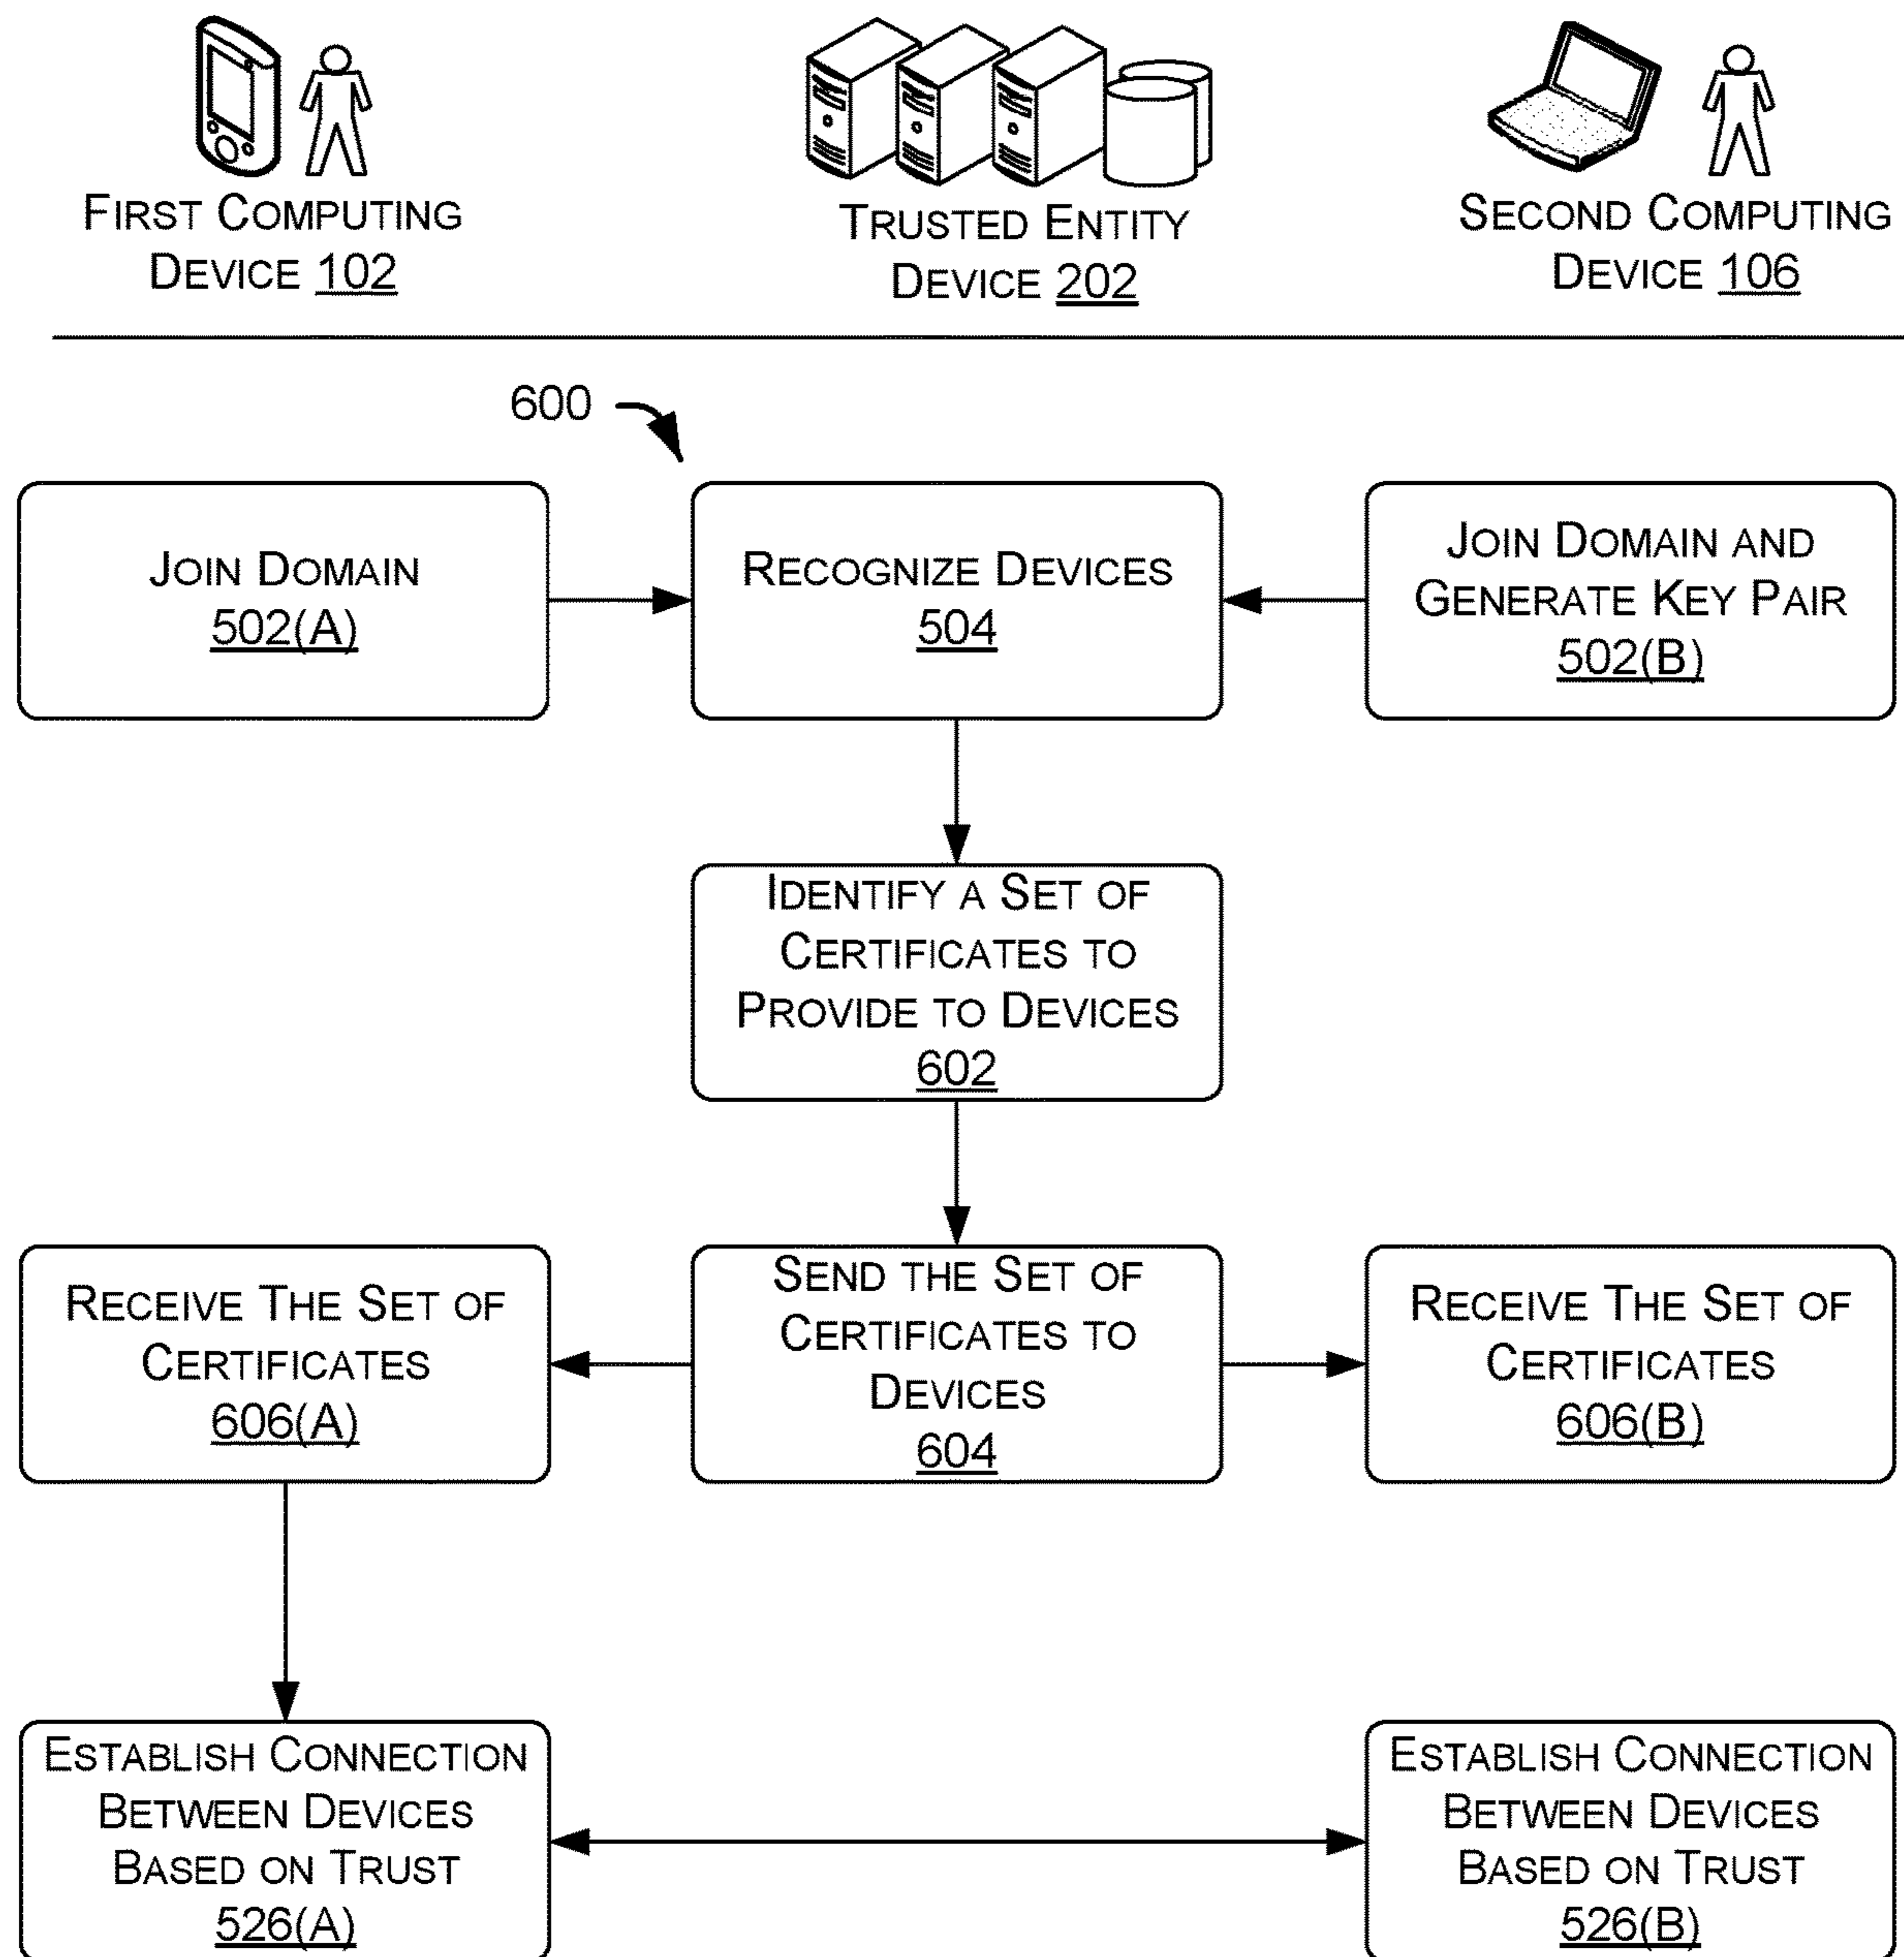 FIRST COMPUTING
DEVICE 102
TRUSTED ENTITY
DEVICE 202
SECOND COMPUTING
DEVICE 106
600
JOIN DOMAIN
502(A)
RECOGNIZE DEVICES
504
JOIN DOMAIN AND
GENERATE KEY PAIR
502(B)
IDENTIFY A SET OF
CERTIFICATES TO
PROVIDE TO DEVICES
602
RECEIVE THE SET OF
CERTIFICATES
606(A)
SEND THE SET OF
CERTIFICATES TO
DEVICES
604
RECEIVE THE SET OF
CERTIFICATES
606(B)
ESTABLISH CONNECTION
BETWEEN DEVICES
BASED ON TRUST
526(A)
ESTABLISH CONNECTION
BETWEEN DEVICES
BASED ON TRUST
526(B)